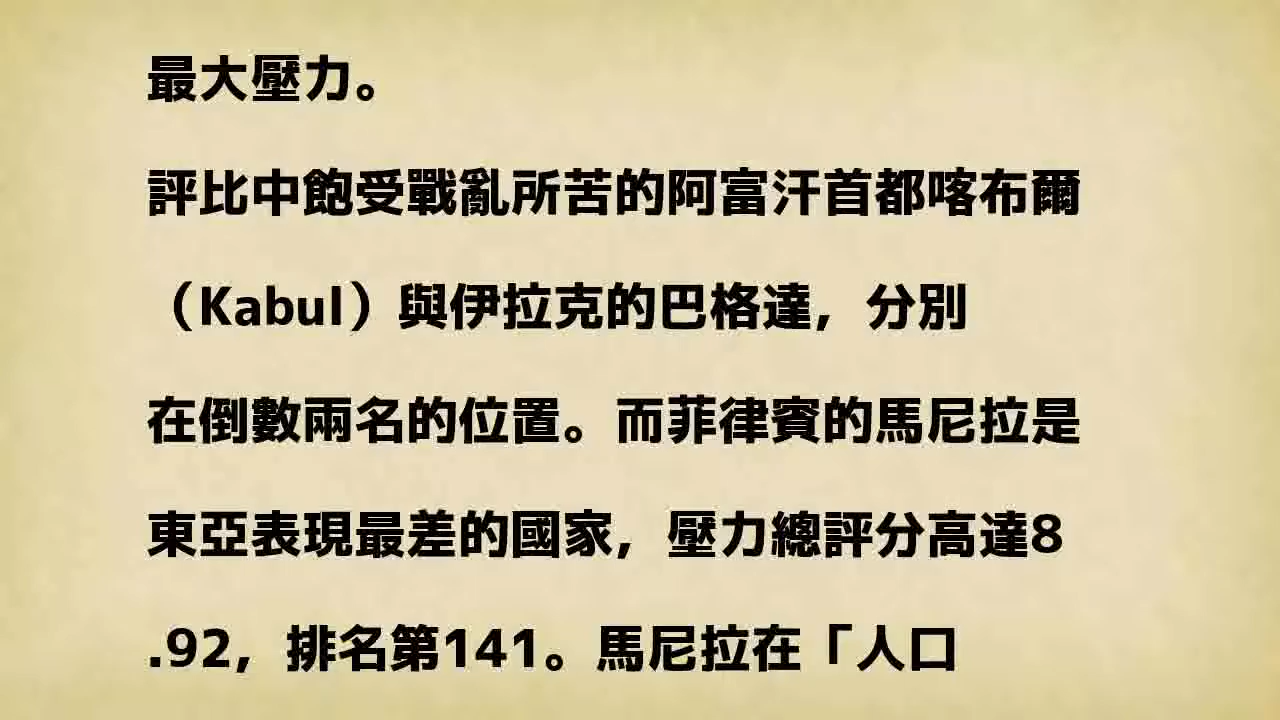 最大壓力。
評比中飽受戰亂所苦的阿富汗首都喀布爾
（Kabul）與伊拉克的巴格達，分別
在倒數兩名的位置。而菲律賓的馬尼拉是
東亞表現最差的國家，壓力總評分高達8
.92，排名第141。馬尼拉在「人口